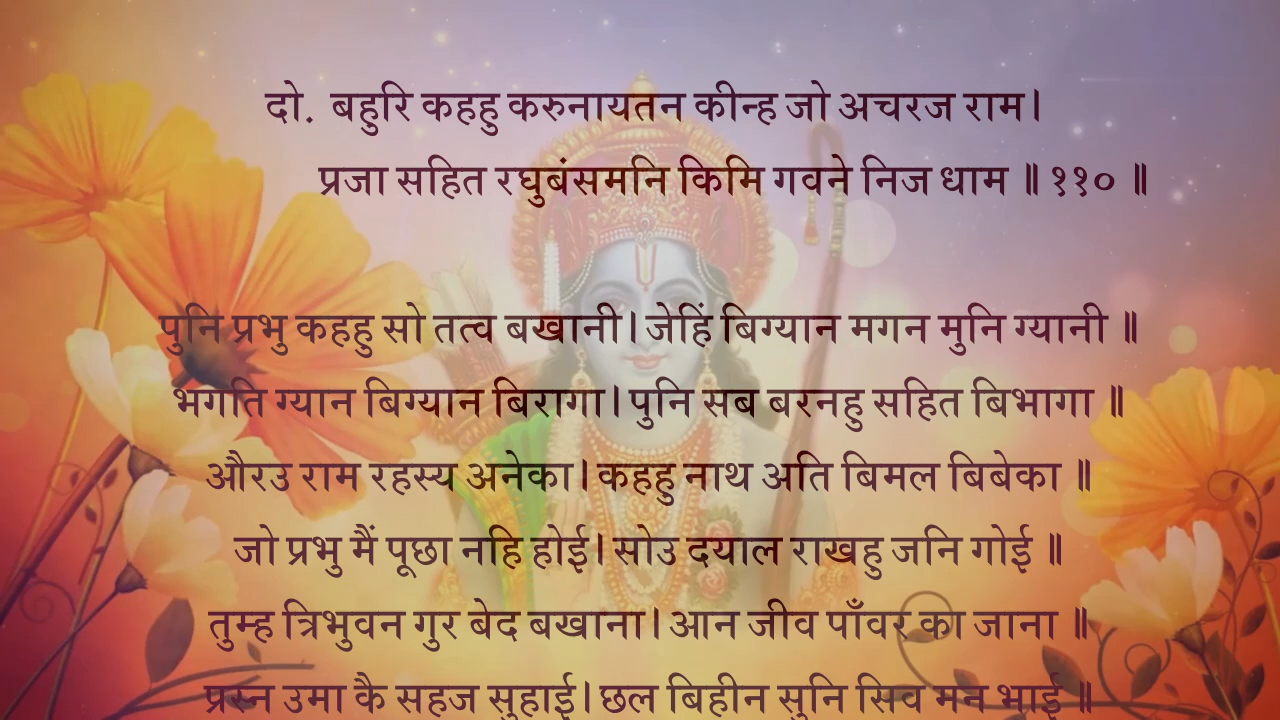 दो. बहुरि कहहु करुनायतन कीन्ह जो अचरज राम।
प्रजा सहित रघुबंसमनि किमि गवने निज धाम ॥ ११० ॥
पुनि प्रभु कहहु सो तत्व बखानी। जेहिं बिग्यान मगन मुनि ग्यानी ॥
भगति ग्यान बिग्यान बिरागा। पुनि सब बरनहु सहित बिभागा ॥
औरउ राम रहस्य अनेका। कहहु नाथ अति बिमल बिबेका ॥
जो प्रभु मैं पूछा नहि होई। सोउ दयाल राखहु जनि गोई ॥
तुम्ह त्रिभुवन गुर बेद बखाना। आन जीव पाँवर का जाना ॥
प्रस्न उमा कै सहज सुहाई। छल बिहीन सुनि सिव मन भाई ॥